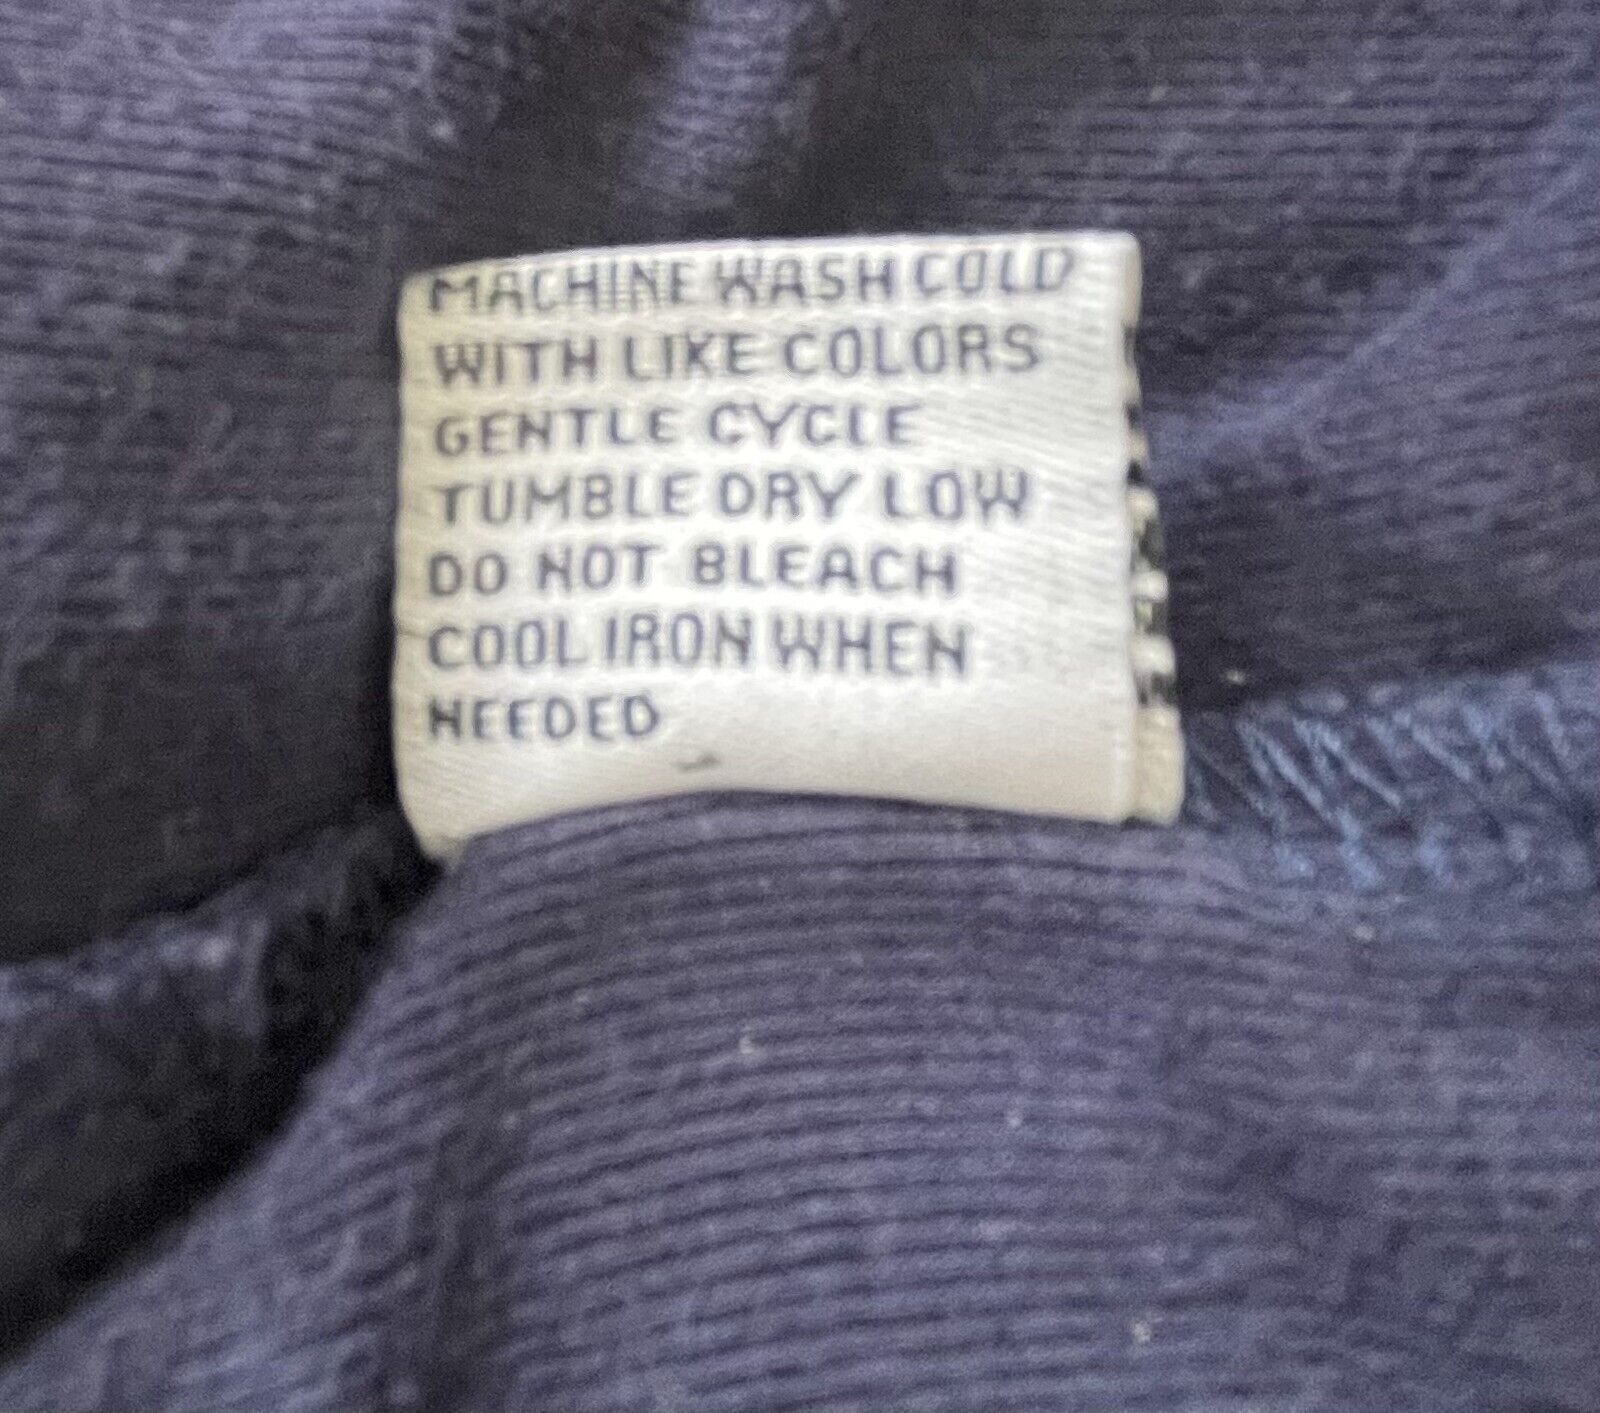 MACHINE WASH COLD
WITH LIKE COLORS
GENTLE CYCLE
TUMBLE DRY LOW
DO NOT BLEACH
COOL IRON WHEN
NEEDED